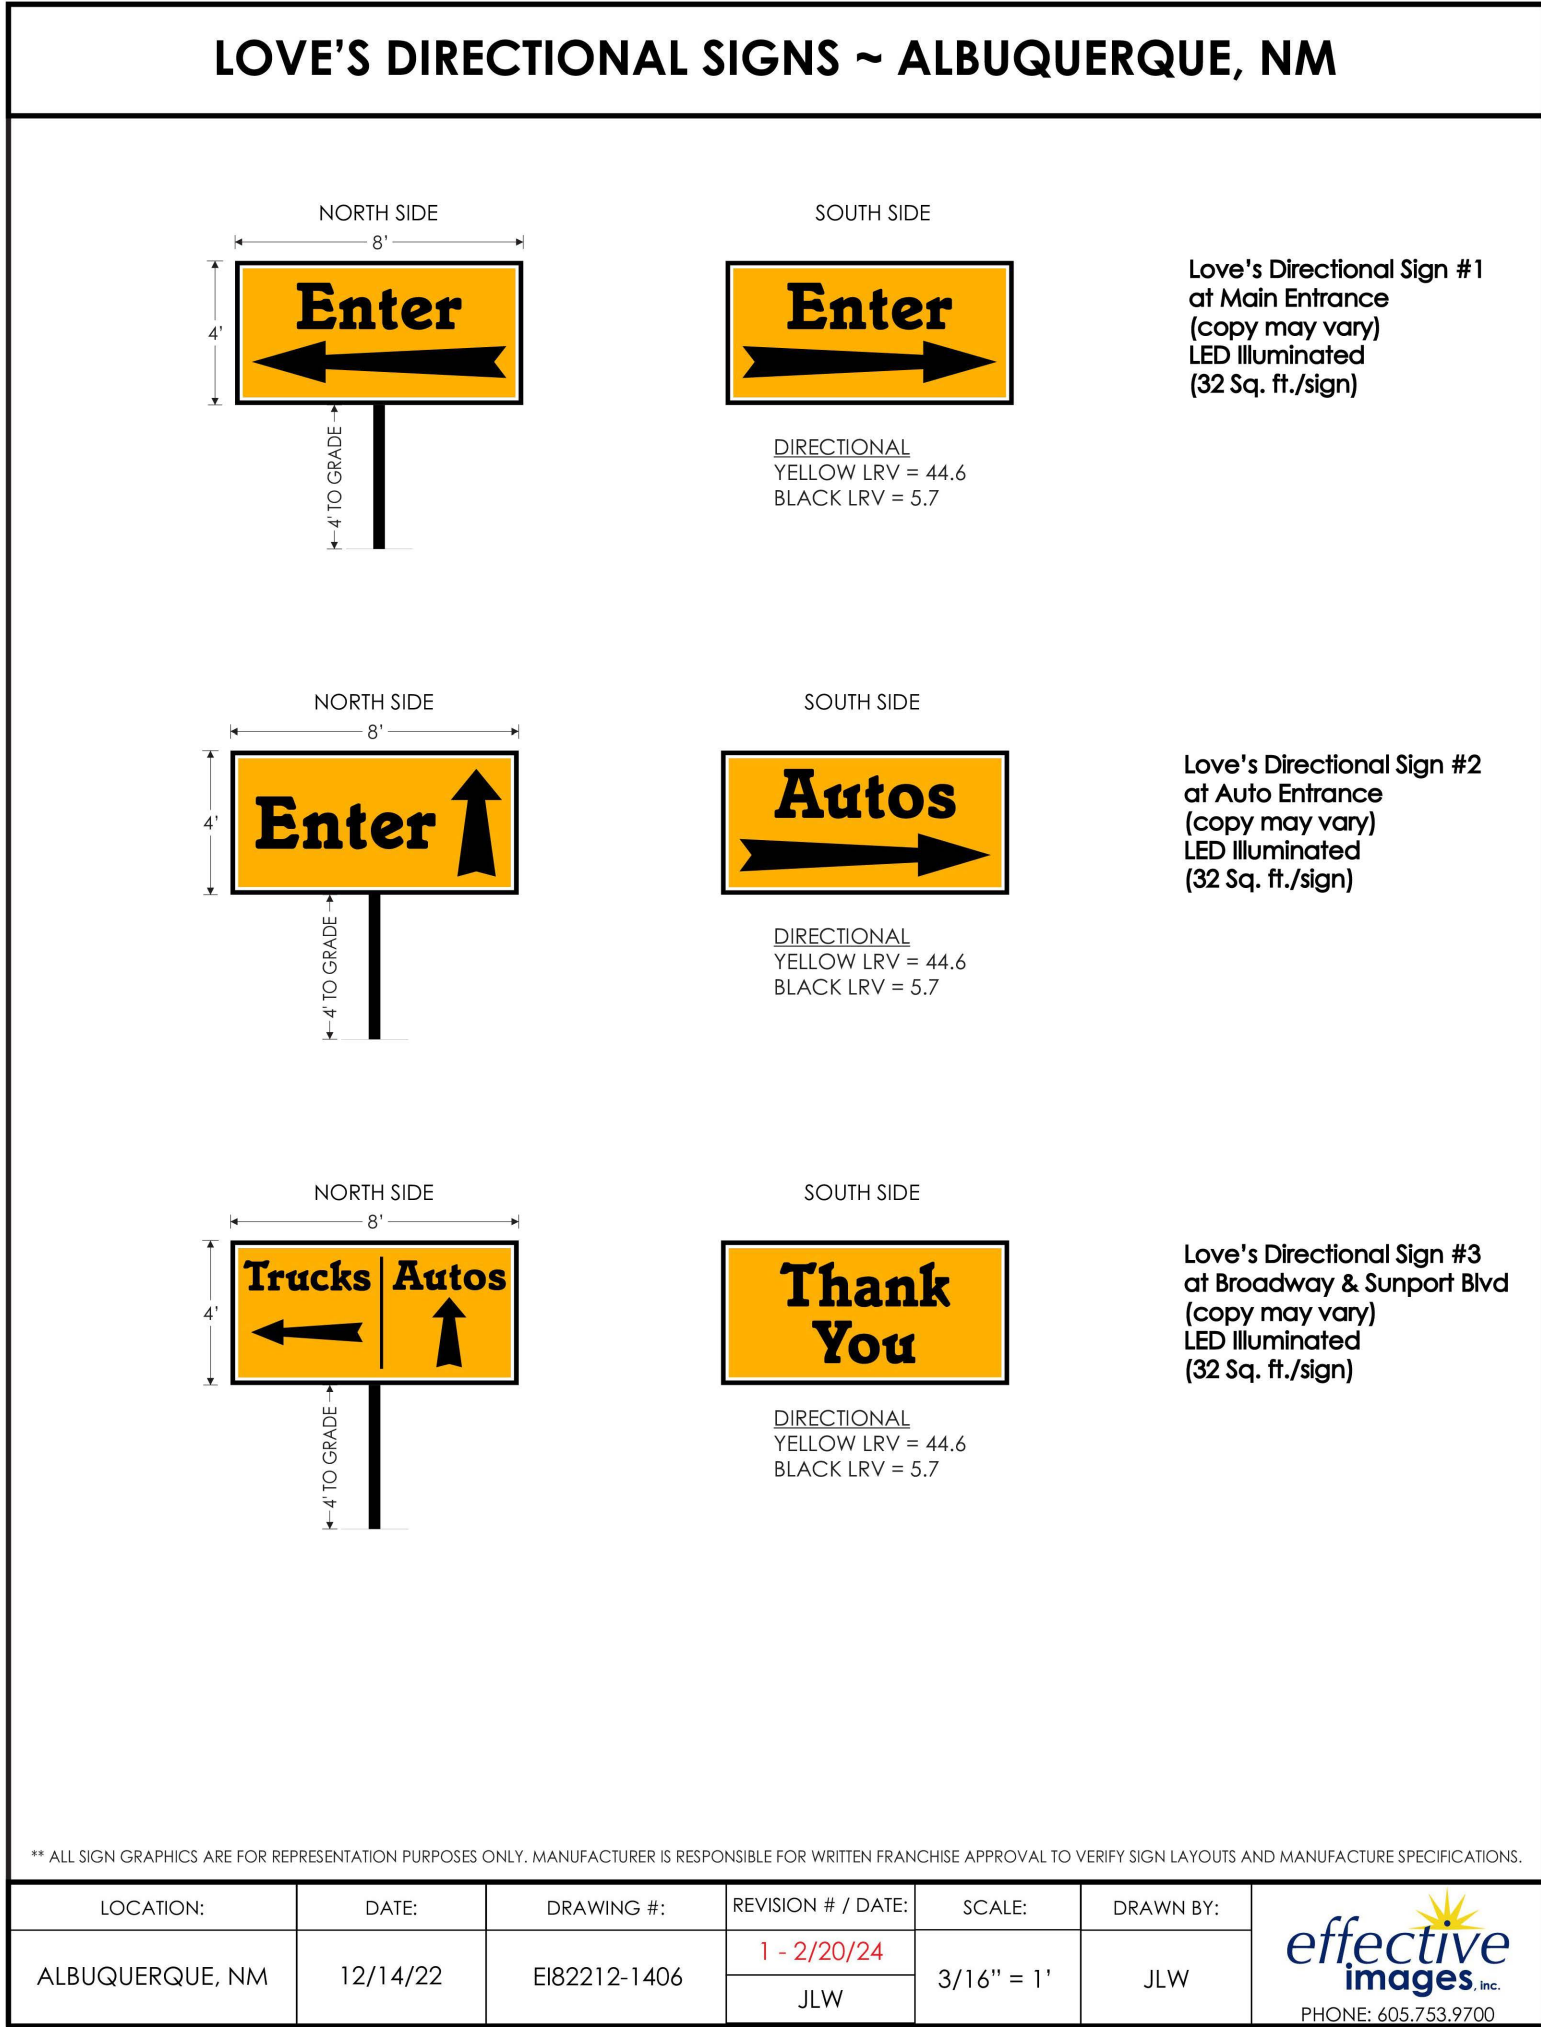 LOVE'S DIRECTIONAL SIGNS ~ ALBUQUERQUE, NM
NORTH SIDE
8'
4'
Enter
4' TO GRADE
SOUTH SIDE
Enter
DIRECTIONAL
YELLOW LRV = 44.6
BLACK LRV = 5.7
Love's Directional Sign #1
at Main Entrance
(copy may vary)
LED Illuminated
(32 Sq. ft./sign)
NORTH SIDE
8'
4'
Enter
4' TO GRADE
SOUTH SIDE
Autos
DIRECTIONAL
YELLOW LRV = 44.6
BLACK LRV = 5.7
Love's Directional Sign #2
at Auto Entrance
(copy may vary)
LED Illuminated
(32 Sq. ft./sign)
NORTH SIDE
8'
4'
Trucks Autos
4' TO GRADE
SOUTH SIDE
Thank
You
DIRECTIONAL
YELLOW LRV = 44.6
BLACK LRV = 5.7
Love's Directional Sign #3
at Broadway & Sunport Blvd
(copy may vary)
LED Illuminated
(32 Sq. ft./sign)
** ALL SIGN GRAPHICS ARE FOR REPRESENTATION PURPOSES ONLY. MANUFACTURER IS RESPONSIBLE FOR WRITTEN FRANCHISE APPROVAL TO VERIFY SIGN LAYOUTS AND MANUFACTURE SPECIFICATIONS.
LOCATION:
ALBUQUERQUE, NM
DATE:
12/14/22
DRAWING #:
EI82212-1406
REVISION # / DATE:
1 - 2/20/24
JLW
SCALE:
3/16" = 1'
DRAWN BY:
JLW
effective
images, inc.
PHONE: 605.753.9700